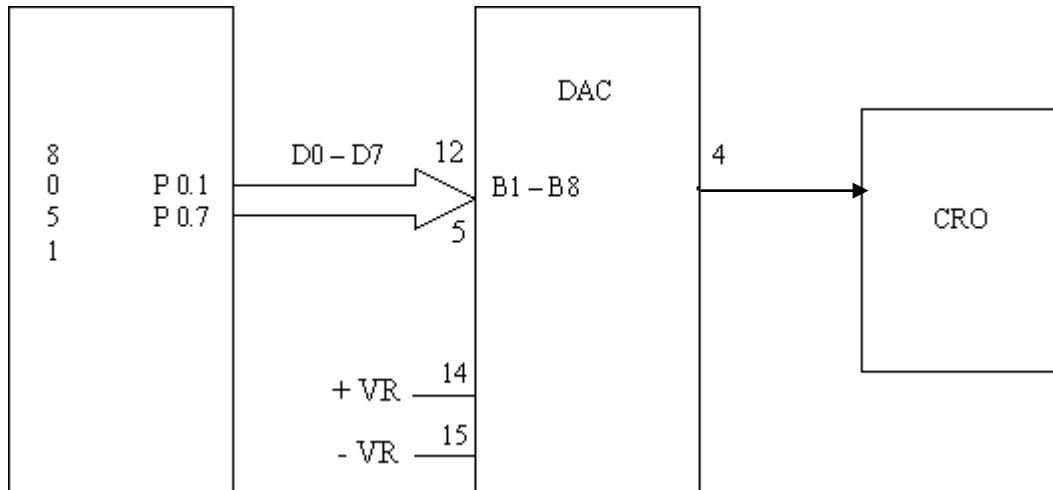 8
0
5
1
P 0.1
P 0.7
D0 – D7
12
5
DAC
B1 – B8
4
CRO
+ VR
14
- VR
15